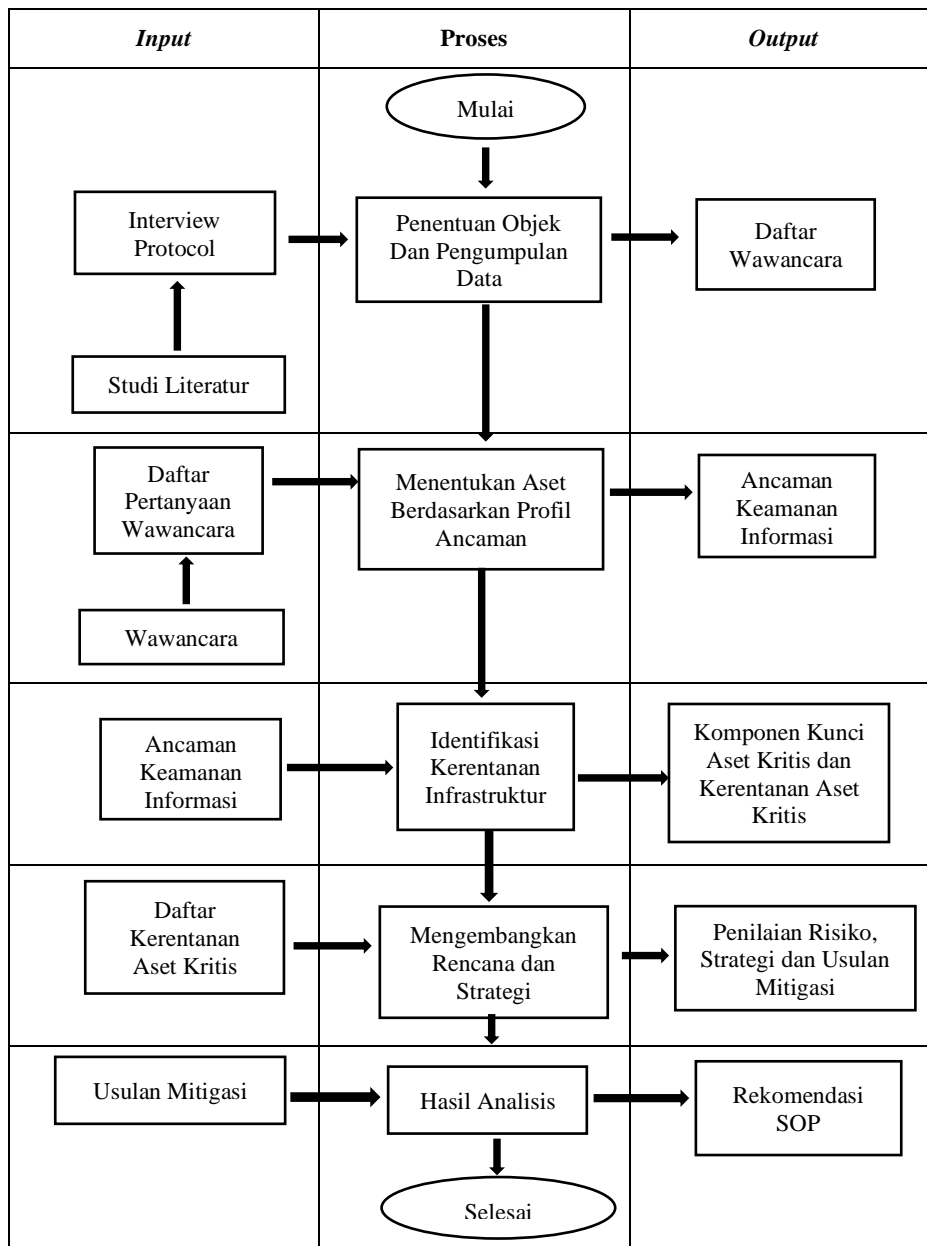 Input
Proses
Output
Mulai
Interview
Protocol
Penentuan Objek
Dan Pengumpulan
Data
Daftar
Wawancara
Studi Literatur
Daftar
Pertanyaan
Wawancara
Menentukan Aset
Berdasarkan Profil
Ancaman
Ancaman
Keamanan
Informasi
Wawancara
Ancaman
Keamanan
Informasi
Identifikasi
Kerentanan
Infrastruktur
Komponen Kunci
Aset Kritis dan
Kerentanan Aset
Kritis
Daftar
Kerentanan
Aset Kritis
Mengembangkan
Rencana dan
Strategi
Penilaian Risiko,
Strategi dan Usulan
Mitigasi
Usulan Mitigasi
Hasil Analisis
Rekomendasi
SOP
Selesai